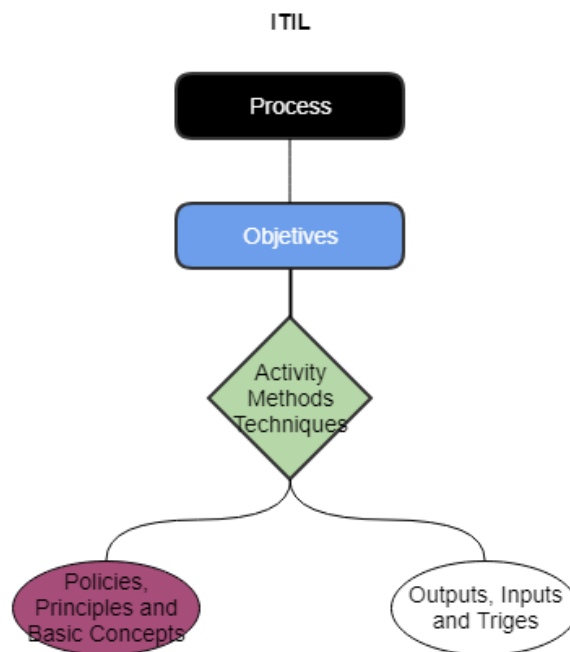 ITIL
Process
Objetives
Activity
Methods
Techniques
Policies,
Principles and
Basic Concepts
Outputs, Inputs
and Triges